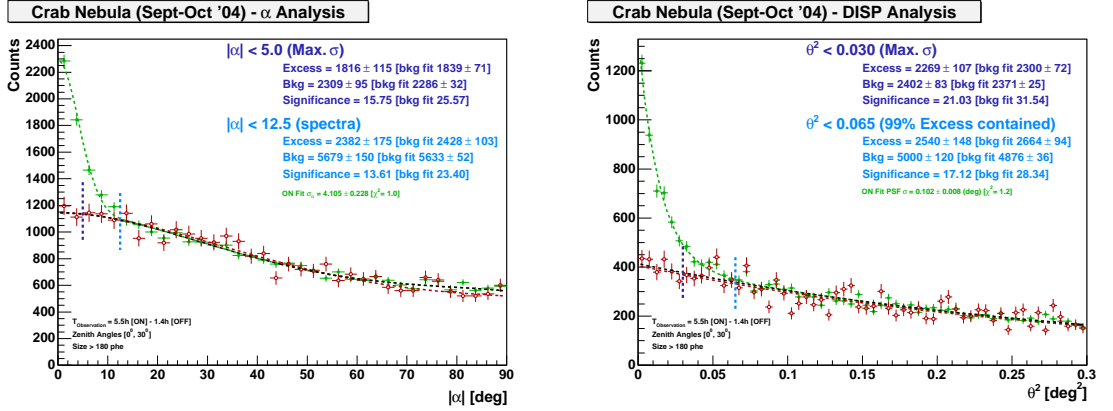 Crab Nebula (Sept-Oct '04) - α Analysis
Counts
2400
2200
2000
1800
1600
1400
1200
1000
800
600
400
200
0
|α| < 5.0 (Max. σ)
Excess = 1816 ± 115 [bkg fit 1839 ± 71]
Bkg = 2309 ± 95 [bkg fit 2286 ± 32]
Significance = 15.75 [bkg fit 25.57]
|α| < 12.5 (spectra)
Excess = 2382 ± 175 [bkg fit 2428 ± 103]
Bkg = 5679 ± 150 [bkg fit 5633 ± 52]
Significance = 13.61 [bkg fit 23.40]
ON Fit σα = 4.105 ± 0.228 [χ² = 1.0]
T Observation = 5.5h [ON] - 1.4h [OFF]
Zenith Angles [0⁰, 30⁰]
Size > 180 phe
0 10 20 30 40 50 60 70 80 90
|α| [deg]
Crab Nebula (Sept-Oct '04) - DISP Analysis
Counts
1200
1000
800
600
400
200
0
θ² < 0.030 (Max. σ)
Excess = 2269 ± 107 [bkg fit 2300 ± 72]
Bkg = 2402 ± 83 [bkg fit 2371 ± 25]
Significance = 21.03 [bkg fit 31.54]
θ² < 0.065 (99% Excess contained)
Excess = 2540 ± 148 [bkg fit 2664 ± 94]
Bkg = 5000 ± 120 [bkg fit 4876 ± 36]
Significance = 17.12 [bkg fit 28.34]
ON Fit PSF σ = 0.102 ± 0.008 (deg) [χ² = 1.2]
T Observation = 5.5h [ON] - 1.4h [OFF]
Zenith Angles [0⁰, 30⁰]
Size > 180 phe
0 0.05 0.1 0.15 0.2 0.25 0.3
θ² [deg²]